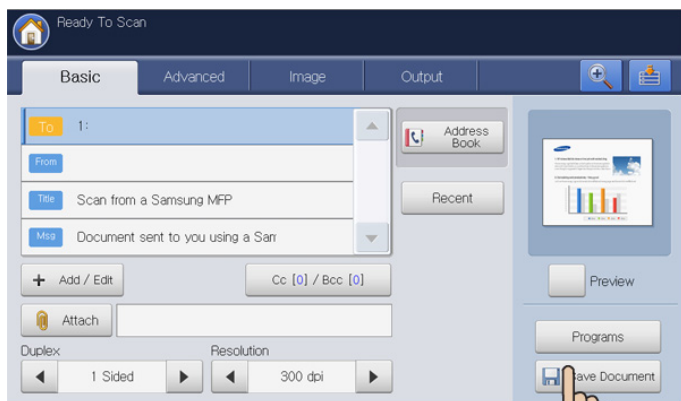 Ready To Scan
Basic
Advanced
Image
Output
To
1:
From
Title
Scan from a Samsung MFP
Msg
Document sent to you using a Sam
Address
Book
Recent
+ Add / Edit
Cc [0] / Bcc [0]
Attach
Duplex
1 Sided
Resolution
300 dpi
Preview
Programs
Save Document